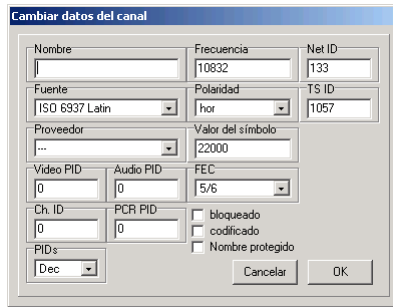 Cambiar datos del canal
Nombre
Frecuencia
10832
Net ID
133
Fuente
ISO 6937 Latin
Polaridad
hor
TS ID
1057
Proveedor
---
Valor del símbolo
22000
Video PID
0
Audio PID
0
FEC
5/6
Ch. ID
0
PCR PID
0
bloqueado
codificado
Nombre protegido
PIDs
Dec
Cancelar
OK